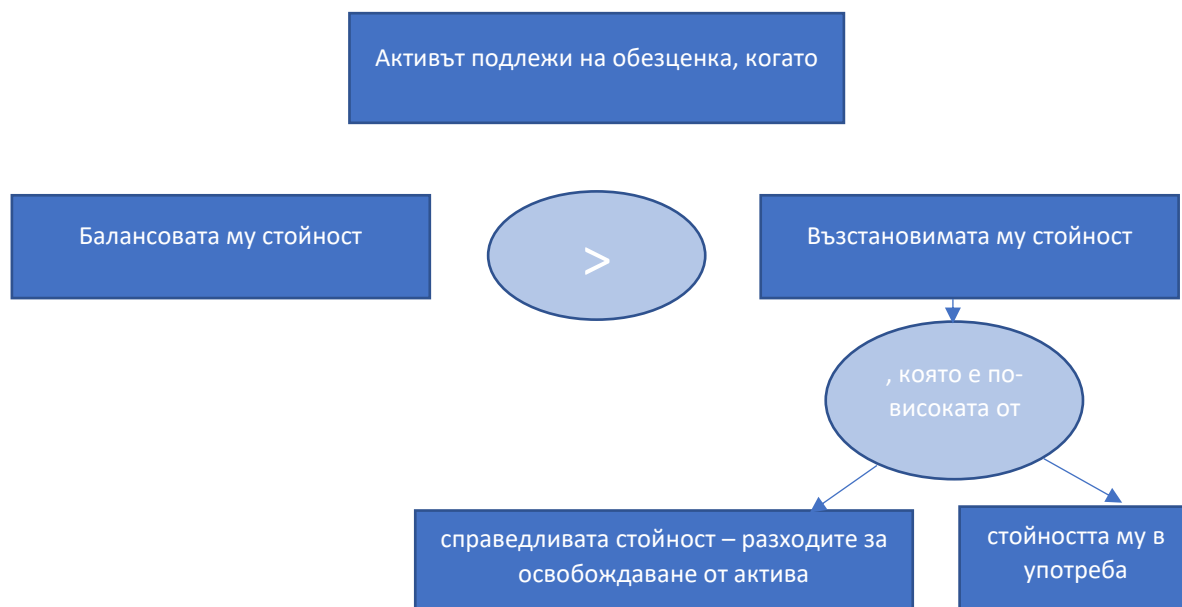 Активът подлежи на обезценка, когато
Балансовата му стойност
>
Възстановимата му стойност
, която е по-
високата от
справедливата стойност – разходите за
освобождаване от актива
стойността му в
употреба